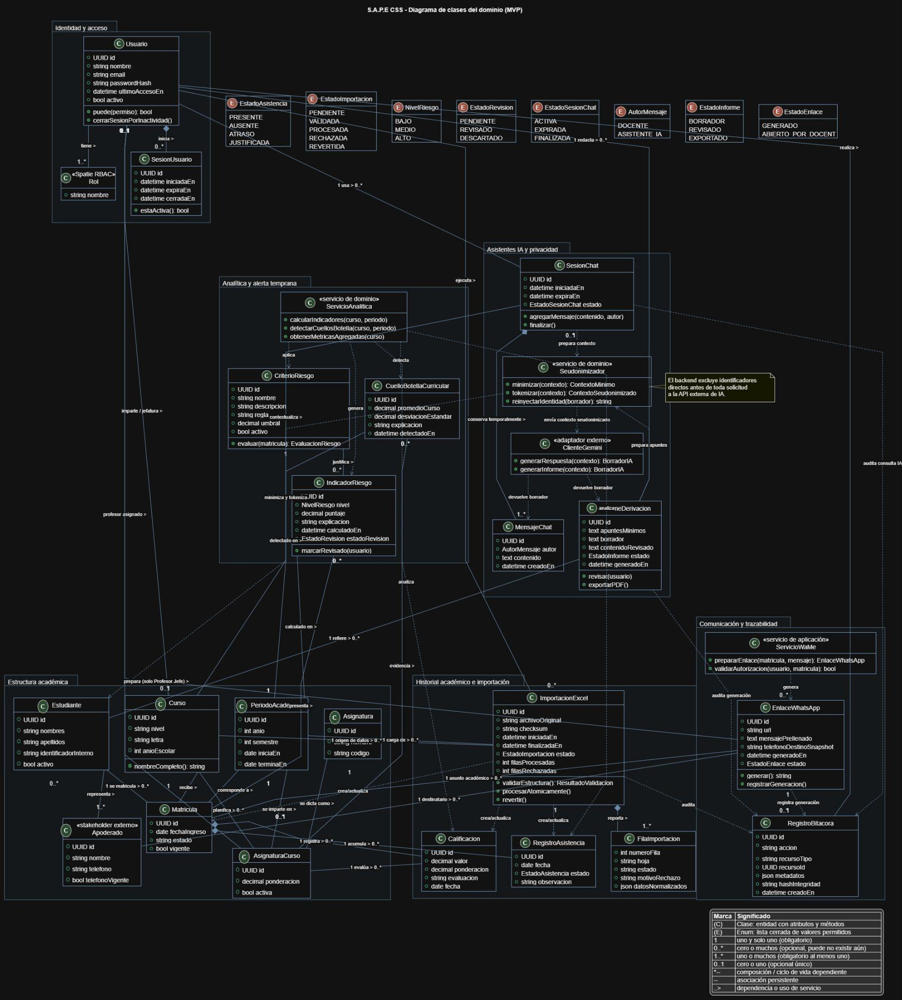 S.A.P.E CSS - Diagrama de clases del dominio (MVP)
Identidad y acceso
C Usuario
UUID id
string nombre
string email
string passwordHash
datetime ultimoAccesoEn
bool activo
puede(permiso): bool
cerrarSesionPorInactividad()
tiene >
1..*
inicia >
0..*
C «Spatie RBAC»
Rol
string nombre
C SesionUsuario
UUID id
datetime iniciadaEn
datetime expiraEn
datetime cerradaEn
estaActiva(): bool
E EstadoAsistencia
PRESENTE
AUSENTE
ATRASO
JUSTIFICADA
E EstadoImportacion
PENDIENTE
VALIDADA
PROCESADA
RECHAZADA
REVERTIDA
E NivelRiesgo
BAJO
MEDIO
ALTO
E EstadoRevision
PENDIENTE
REVISADO
DESCARTADO
E EstadoSesionChat
ACTIVA
EXPIRADA
FINALIZADA
E AutorMensaje
DOCENTE
ASISTENTE_IA
E EstadoInforme
BORRADOR
REVISADO
EXPORTADO
E EstadoEnlace
GENERADO
ABIERTO_POR_DOCENT
1 redacta > 0..*
realiza >
1 usa > 0..*
ejecuta >
Asistentes IA y privacidad
C SesionChat
UUID id
datetime iniciadaEn
datetime expiraEn
EstadoSesionChat estado
agregarMensaje(contenido, autor)
finalizar()
prepara contexto
C «servicio de dominio»
Seudonimizador
minimizar(contexto): ContextoMinimo
tokenizar(contexto): ContextoSeudonimizado
reinyectarIdentidad(borrador): string
El backend excluye identificadores
directos antes de toda solicitud
a la API externa de IA.
conserva temporalmente >
envía contexto seudonimizado
C «adaptador externo»
ClienteGemini
generarRespuesta(contexto): BorradorIA
generarInforme(contexto): BorradorIA
prepara apuntes
audita consulta IA
devuelve borrador
devuelve borrador
1..*
C MensajeChat
UUID id
AutorMensaje autor
text contenido
datetime creadoEn
C analiza neDerivacion
UUID id
text apuntesMinimos
text borrador
text contenidoRevisado
EstadoInforme estado
datetime generadoEn
revisar(usuario)
exportarPDF()
Analítica y alerta temprana
C «servicio de dominio»
ServicioAnalitica
calcularIndicadores(curso, periodo)
detectarCuellosBotella(curso, periodo)
obtenerMetricasAgregadas(curso)
aplica
detecta
genera
C CriterioRiesgo
UUID id
string nombre
string descripcion
string regla
decimal umbral
bool activo
evaluar(matricula): EvaluacionRiesgo
contextualiza >
C CuelloBotellaCurricular
UUID id
decimal promedioCurso
decimal desviacionEstandar
string explicacion
datetime detectadoEn
1
0..*
justifica >
0..*
C IndicadorRiesgo
UUID id
NivelRiesgo nivel
decimal puntaje
string explicacion
datetime calculadoEn
EstadoRevision estadoRevision
marcarRevisado(usuario)
minimiza y tokeniza
detectado en >
0..*
imparte / jefatura >
profesor asignado >
analiza
calculado en >
1 refiere > 0..*
evidencia >
Estructura académica
prepara (solo Profesor Jefe) >
0..1
1
C Estudiante
UUID id
string nombres
string apellidos
string identificadorInterno
bool activo
C Curso
UUID id
string nivel
string letra
int anioEscolar
nombreCompleto(): string
C PeriodoAcade
presenta >
UUID id
int anio
int semestre
date iniciaEn
date terminaEn
C Asignatura
UUID id
string codigo
1 origen de datos > 0..*
1 carga de > 0..*
0..*
representa >
1..*
1 se matricula > 0..*
1
recibe >
corresponde a >
1
1
C «stakeholder externo»
Apoderado
UUID id
string nombre
string telefono
bool telefonoVigente
C Matricula
UUID id
date fechaIngreso
string estado
bool vigente
planifica > 0..*
se imparte en >
se dicta como >
crea/actualiza
C AsignaturaCurso
UUID id
decimal ponderacion
bool activa
1 registra > 0..*
1 acumula > 0..*
1 evalúa > 0..*
1 destinatario > 0..*
1 asunto académico > 0..*
Historial académico e importación
0..*
C ImportacionExcel
UUID id
string archivoOriginal
string checksum
datetime iniciadaEn
datetime finalizadaEn
EstadoImportacion estado
int filasProcesadas
int filasRechazadas
validarEstructura(): ResultadoValidacion
procesarAtomicamente()
revertir()
crea/actualiza
1
crea/actualiza
reporta >
1..*
audita
C Calificacion
UUID id
decimal valor
decimal ponderacion
string evaluacion
date fecha
C RegistroAsistencia
UUID id
date fecha
EstadoAsistencia estado
string observacion
C FilaImportacion
int numeroFila
string hoja
string estado
string motivoRechazo
json datosNormalizados
Comunicación y trazabilidad
C «servicio de aplicación»
ServicioWaMe
prepararEnlace(matricula, mensaje): EnlaceWhatsApp
validarAutorizacion(usuario, matricula): bool
genera
0..*
audita generación
C EnlaceWhatsApp
UUID id
string url
text mensajePrellenado
string telefonoDestinoSnapshot
datetime generadoEn
EstadoEnlace estado
generar(): string
registrarGeneracion()
1
registra generación
C RegistroBitacora
UUID id
string accion
string recursoTipo
UUID recursoId
json metadatos
string hashIntegridad
datetime creadoEn
Marca Significado
(C) Clase: entidad con atributos y métodos
(E) Enum: lista cerrada de valores permitidos
1 uno y solo uno (obligatorio)
0..* cero o muchos (opcional, puede no existir aún)
1..* uno o muchos (obligatorio al menos uno)
0..1 cero o uno (opcional único)
*-- composición / ciclo de vida dependiente
-- asociación persistente
..> dependencia o uso de servicio